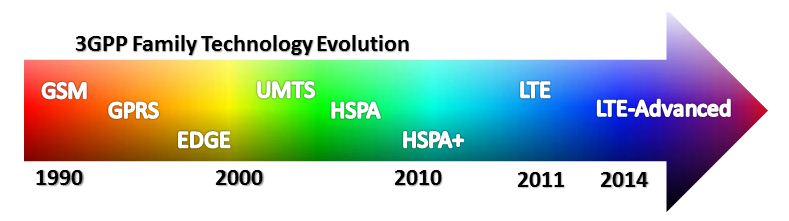 3GPP Family Technology Evolution
GSM
GPRS
EDGE
UMTS
HSPA
HSPA+
LTE
LTE-Advanced
1990
2000
2010
2011
2014